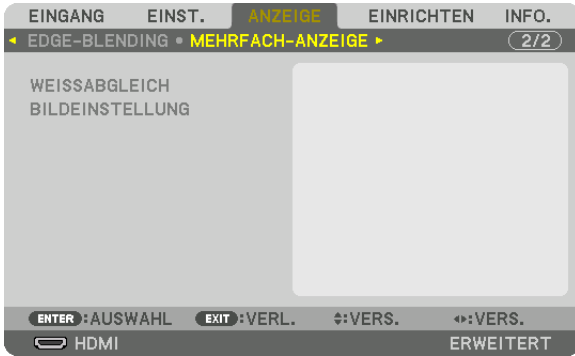 EINGANG EINST. ANZEIGE EINRICHTEN INFO.
EDGE-BLENDING • MEHRFACH-ANZEIGE 2/2
WEISSABGLEICH
BILDEINSTELLUNG
ENTER :AUSWAHL EXIT :VERL. :VERS. :VERS.
HDMI ERWEITERT